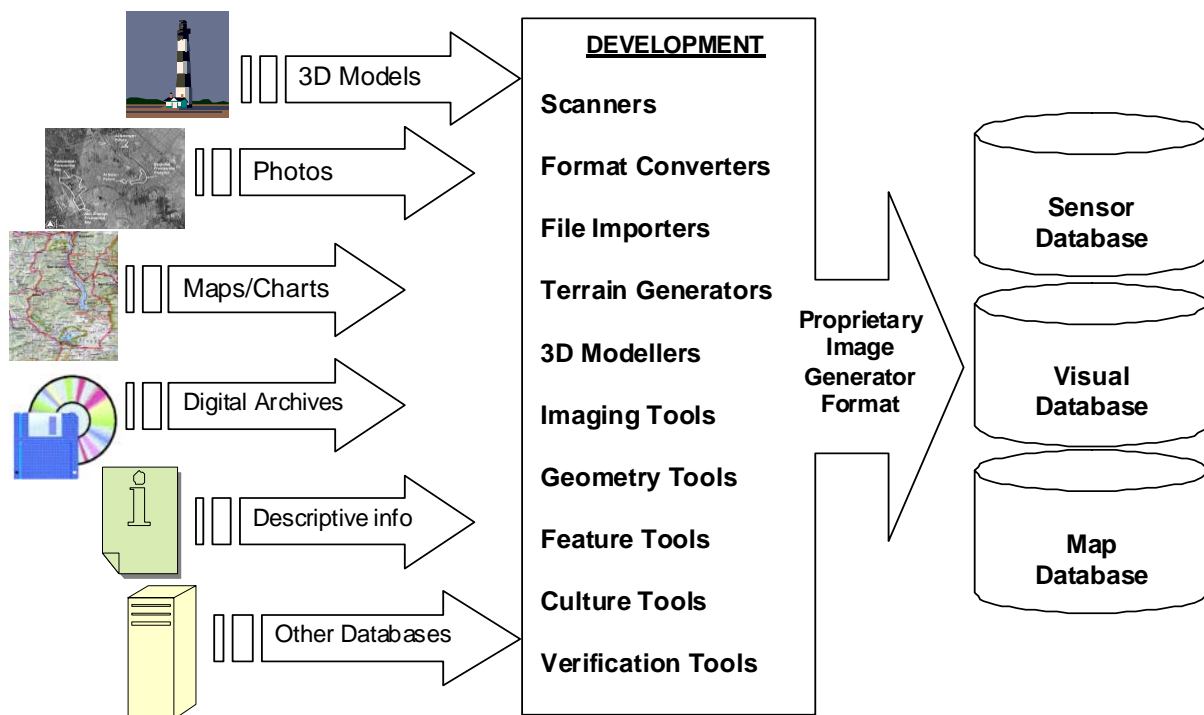 3D Models
Photos
Maps/Charts
Digital Archives
Descriptive info
Other Databases
DEVELOPMENT
Scanners
Format Converters
File Importers
Terrain Generators
3D Modellers
Imaging Tools
Geometry Tools
Feature Tools
Culture Tools
Verification Tools
Proprietary
Image
Generator
Format
Sensor
Database
Visual
Database
Map
Database